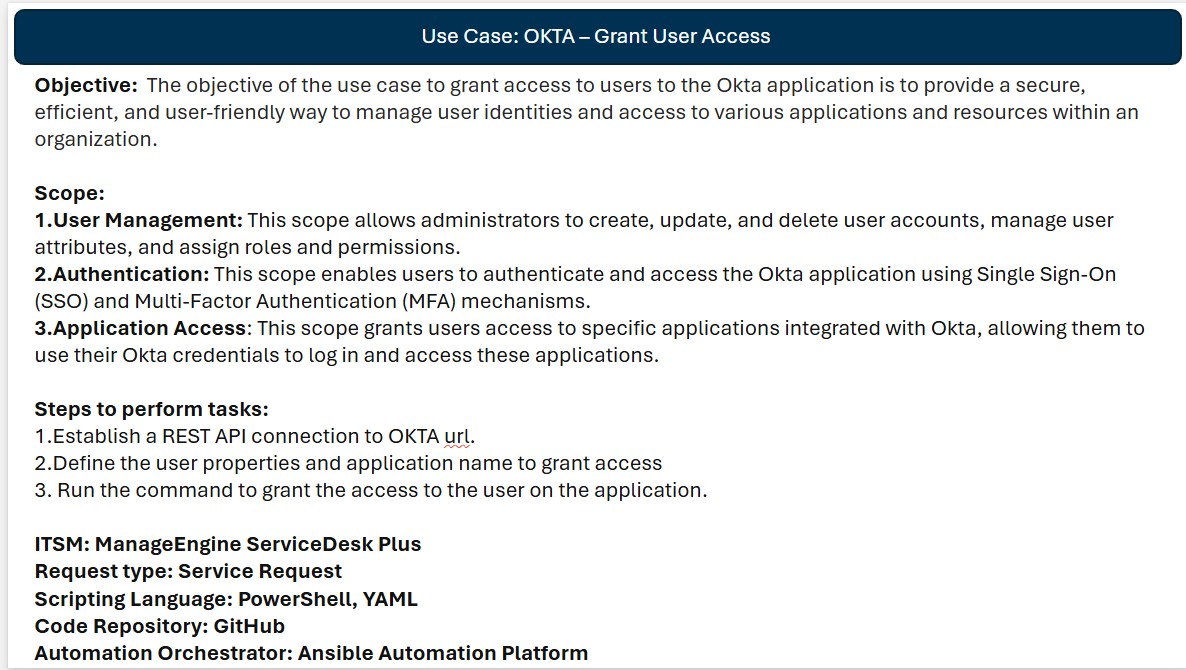 Use Case: OKTA – Grant User Access
Objective: The objective of the use case to grant access to users to the Okta application is to provide a secure,
efficient, and user-friendly way to manage user identities and access to various applications and resources within an
organization.
Scope:
1.User Management: This scope allows administrators to create, update, and delete user accounts, manage user
attributes, and assign roles and permissions.
2.Authentication: This scope enables users to authenticate and access the Okta application using Single Sign-On
(SSO) and Multi-Factor Authentication (MFA) mechanisms.
3.Application Access: This scope grants users access to specific applications integrated with Okta, allowing them to
use their Okta credentials to log in and access these applications.
Steps to perform tasks:
1.Establish a REST API connection to OKTA url.
2.Define the user properties and application name to grant access
3. Run the command to grant the access to the user on the application.
ITSM: ManageEngine ServiceDesk Plus
Request type: Service Request
Scripting Language: PowerShell, YAML
Code Repository: GitHub
Automation Orchestrator: Ansible Automation Platform